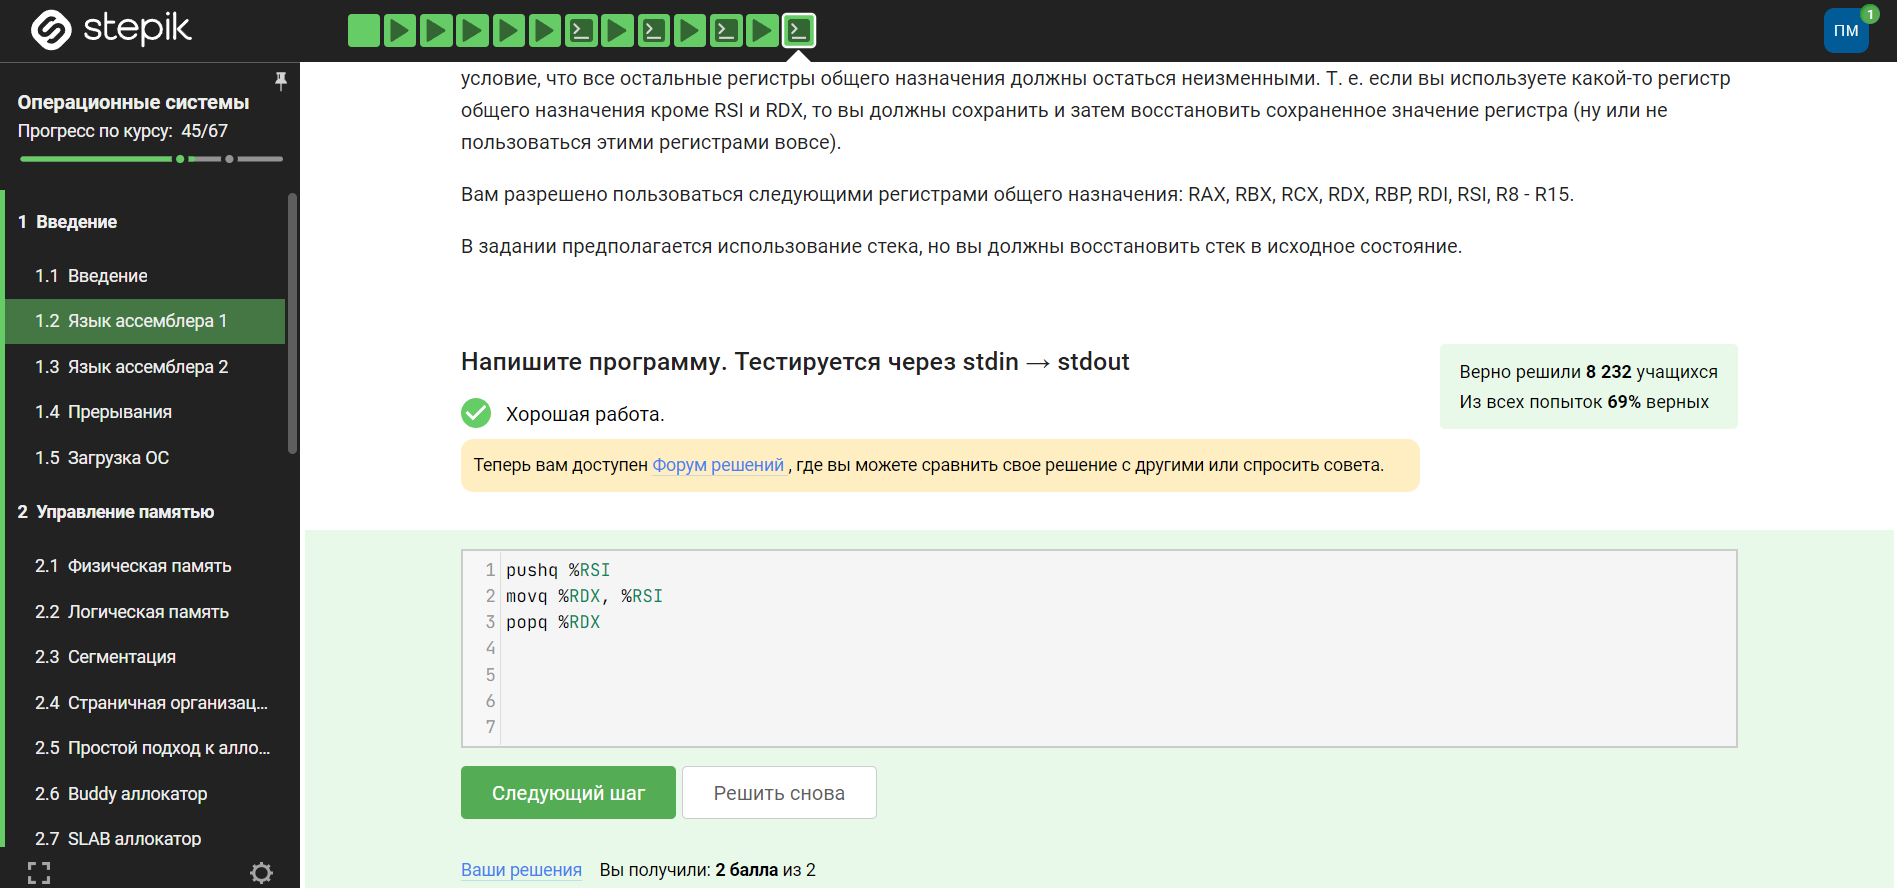 stepik
ПМ
1
Операционные системы
Прогресс по курсу: 45/67
1 Введение
1.1 Введение
1.2 Язык ассемблера 1
1.3 Язык ассемблера 2
1.4 Прерывания
1.5 Загрузка ОС
2 Управление памятью
2.1 Физическая память
2.2 Логическая память
2.3 Сегментация
2.4 Страничная организац...
2.5 Простой подход к алло...
2.6 Buddy аллокатор
2.7 SLAB аллокатор
условие, что все остальные регистры общего назначения должны остаться неизменными. Т. е. если вы используете какой-то регистр
общего назначения кроме RSI и RDX, то вы должны сохранить и затем восстановить сохраненное значение регистра (ну или не
пользоваться этими регистрами вовсе).
Вам разрешено пользоваться следующими регистрами общего назначения: RAX, RBX, RCX, RDX, RBP, RDI, RSI, R8 - R15.
В задании предполагается использование стека, но вы должны восстановить стек в исходное состояние.
Напишите программу. Тестируется через stdin → stdout
Верно решили 8 232 учащихся
Из всех попыток 69% верных
Хорошая работа.
Теперь вам доступен Форум решений , где вы можете сравнить свое решение с другими или спросить совета.
1 pushq %RSI
2 movq %RDX, %RSI
3 popq %RDX
4
5
6
7
Следующий шаг
Решить снова
Ваши решения Вы получили: 2 балла из 2